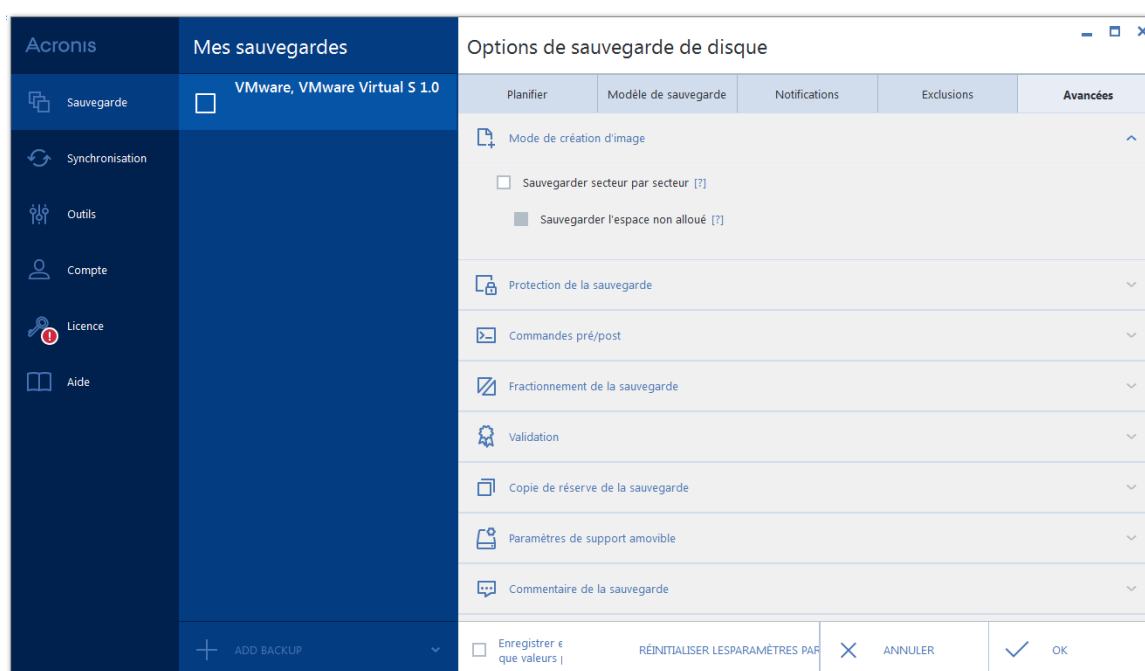 Acronis
Mes sauvegardes
Options de sauvegarde de disque
Sauvegarde
Synchronisation
Outils
Compte
Licence
Aide
VMware, VMware Virtual S 1.0
ADD BACKUP
Planifier
Modèle de sauvegarde
Notifications
Exclusions
Avancées
Mode de création d'image
Sauvegarder secteur par secteur [?]
Sauvegarder l'espace non alloué [?]
Protection de la sauvegarde
Commandes pré/post
Fractionnement de la sauvegarde
Validation
Copie de réserve de la sauvegarde
Paramètres de support amovible
Commentaire de la sauvegarde
Enregistrer e
que valeurs
RÉINITIALISER LESPARAMÈTRES PAR
ANNULER
OK